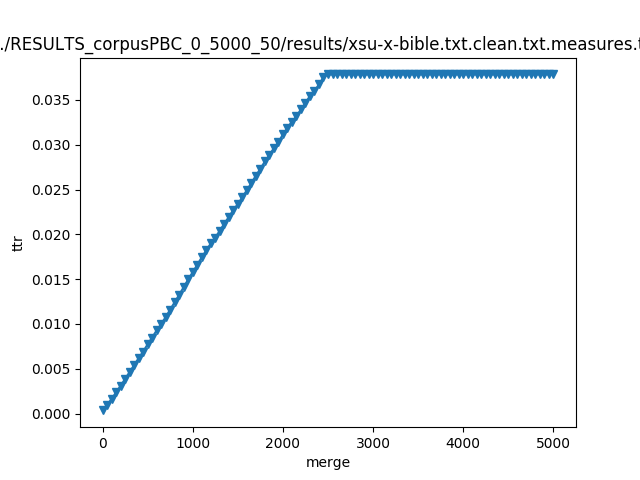 ./RESULTS_corpusPBC_0_5000_50/results/xsu-x-bible.txt.clean.txt.measures.t
0.035
0.030
0.025
0.020
0.015
0.010
0.005
0.000
ttr
0 1000 2000 3000 4000 5000
merge